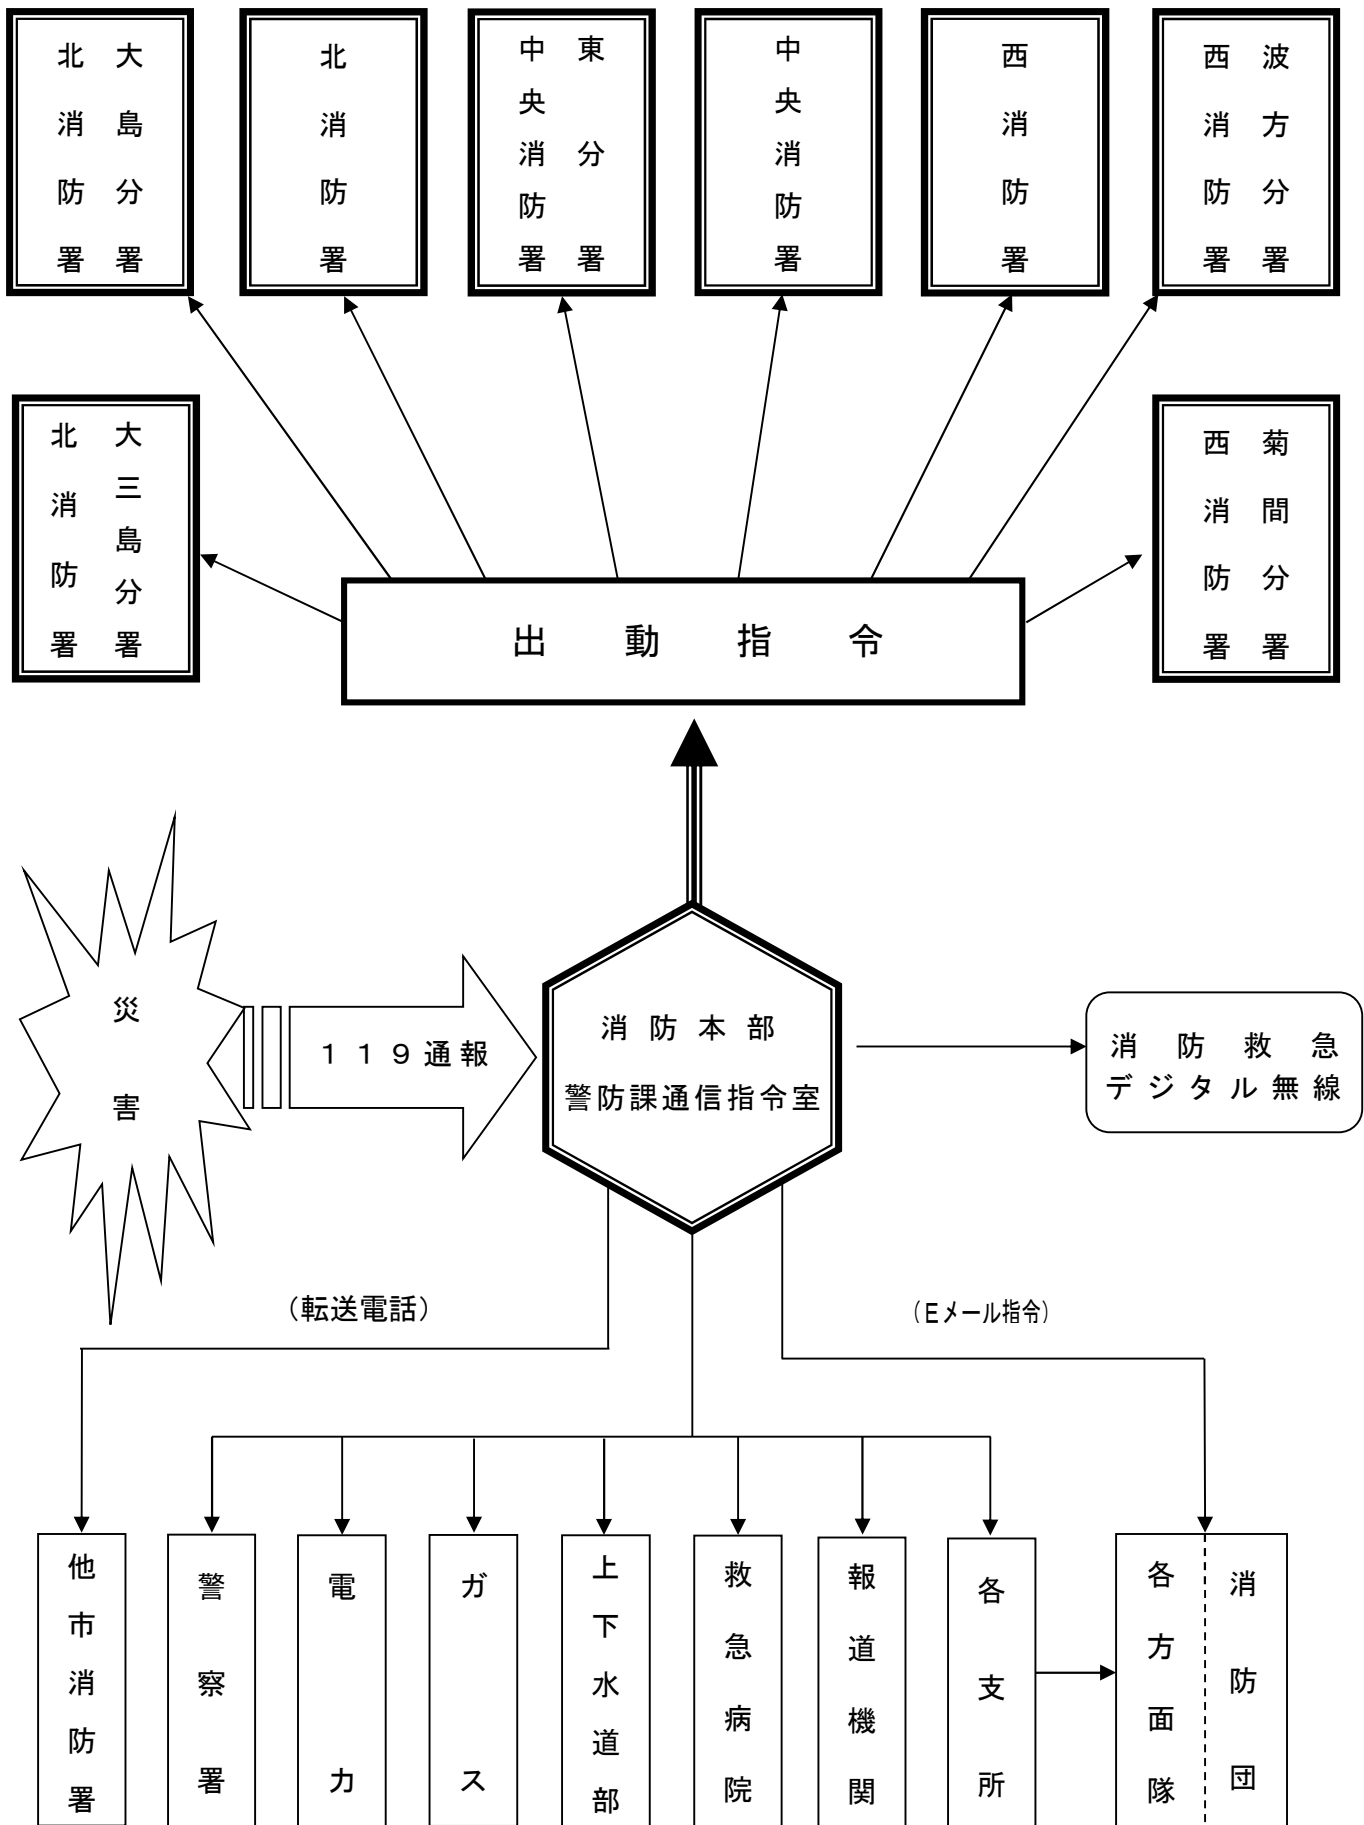 北消防署
大島分署
北消防署
中央消防署
東分署
中央消防署
西消防署
西消防署
波方分署
北消防署
大三島分署
西消防署
菊間分署
出動指令
災害
１１９通報
消防本部
警防課通信指令室
消防救急
デジタル無線
（転送電話）
（Ｅメール指令）
他市消防署
警察署
電力
ガス
上下水道部
救急病院
報道機関
各支所
各方面隊
消防団